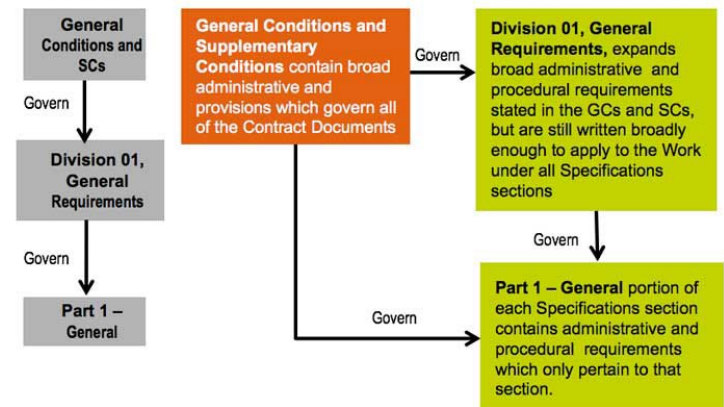 General
Conditions and
SCs
Govern
Division 01,
General
Requirements
Govern
Part 1 –
General
General Conditions and
Supplementary
Conditions contain broad
administrative and
provisions which govern all
of the Contract Documents
Govern
Division 01, General
Requirements, expands
broad administrative and
procedural requirements
stated in the GCs and SCs,
but are still written broadly
enough to apply to the Work
under all Specifications
sections
Govern
Govern
Part 1 – General portion of
each Specifications section
contains administrative and
procedural requirements
which only pertain to that
section.